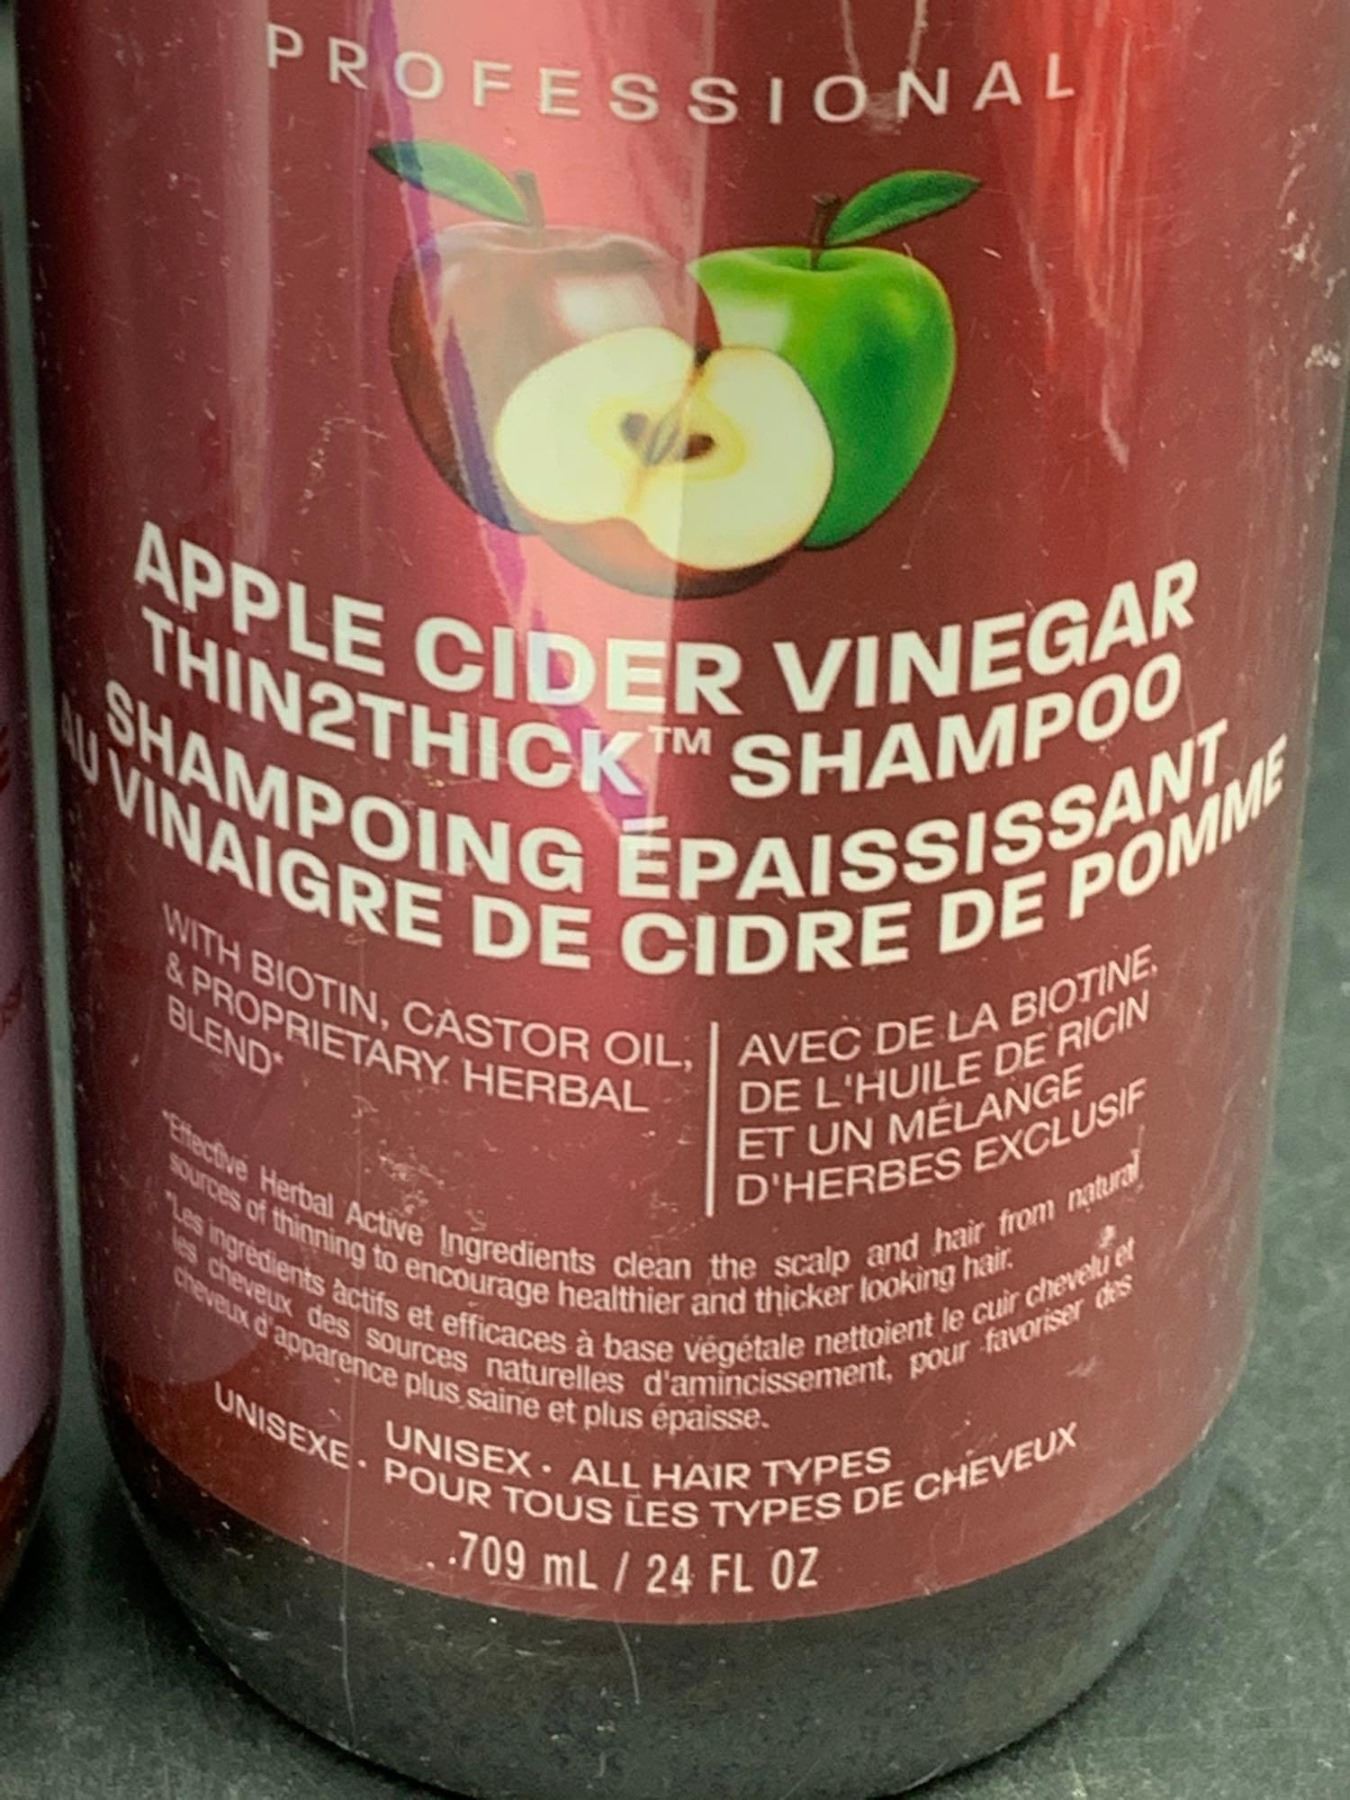 PROFESSIONAL
APPLE CIDER VINEGAR
THIN2THICK™ SHAMPOO
SHAMPOING ÉPAISSISSANT
AU VINAIGRE DE CIDRE DE POMME
WITH BIOTIN, CASTOR OIL,
& PROPRIETARY HERBAL
BLEND*
AVEC DE LA BIOTINE,
DE L'HUILE DE RICIN
ET UN MÉLANGE
D'HERBES EXCLUSIF
*Effective Herbal Active Ingredients clean the scalp and hair from natural
sources of thinning to encourage healthier and thicker looking hair.
*Les ingrédients actifs et efficaces à base végétale nettoient le cuir chevelu et
les cheveux des sources naturelles d'amincissement, pour favoriser des
cheveux d'apparence plus saine et plus épaisse.
UNISEX · ALL HAIR TYPES
UNISEXE · POUR TOUS LES TYPES DE CHEVEUX
709 mL / 24 FL OZ